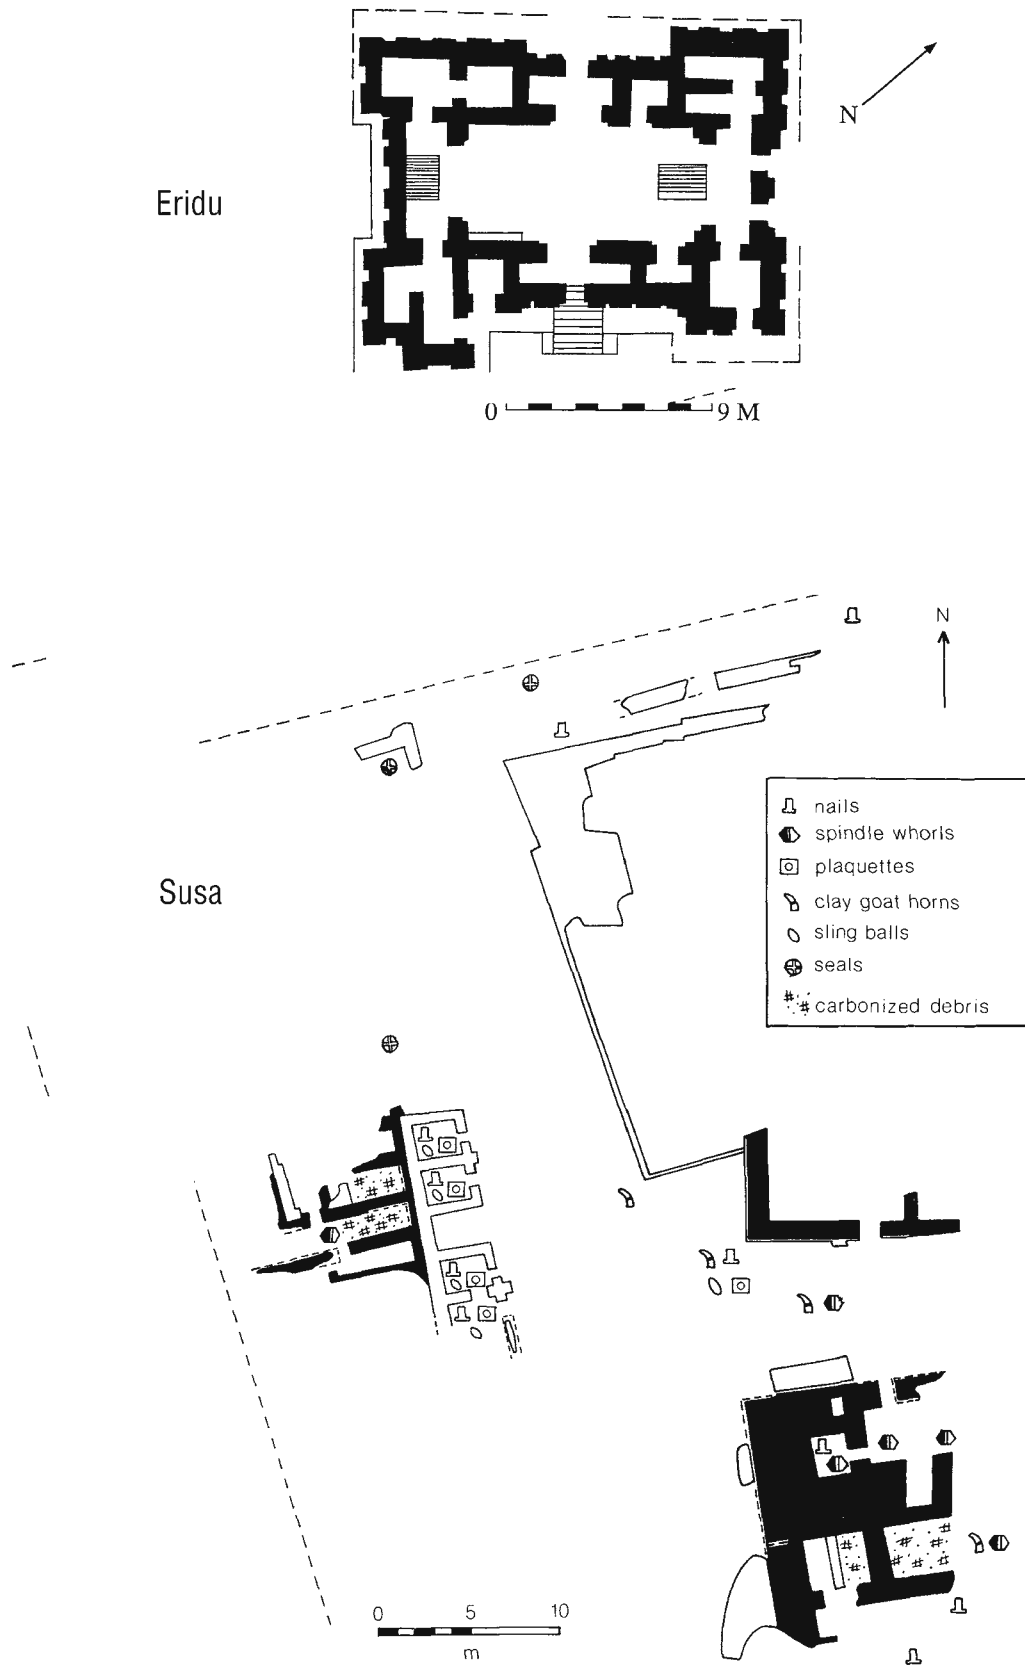 N
Eridu
0 9 M
N
nails
spindle whorls
plaquettes
clay goat horns
sling balls
seals
carbonized debris
Susa
0 5 10
m